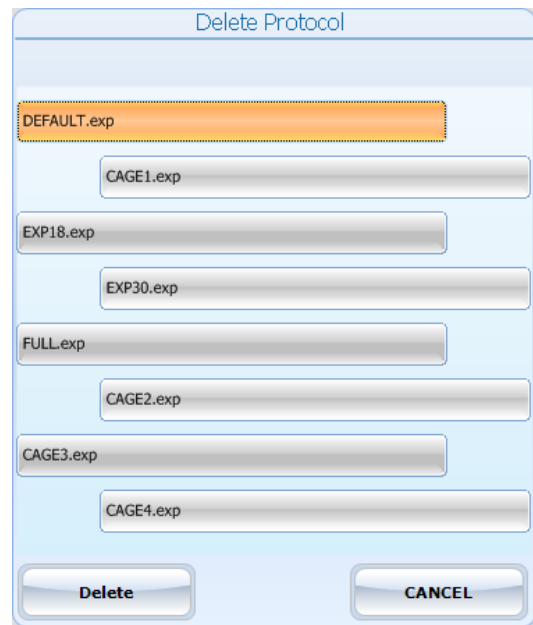 Delete Protocol
DEFAULT.exp
CAGE1.exp
EXP18.exp
EXP30.exp
FULL.exp
CAGE2.exp
CAGE3.exp
CAGE4.exp
Delete
CANCEL